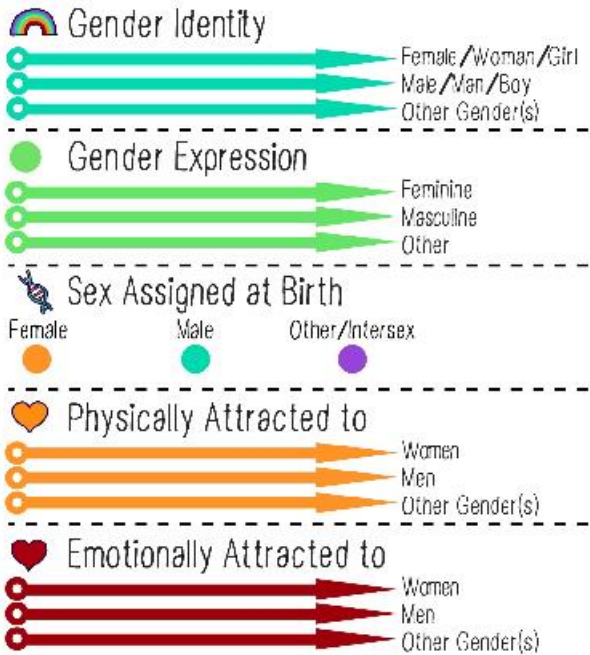 Gender Identity
Female/Woman/Girl
Male/Man/Boy
Other Gender(s)
Gender Expression
Feminine
Masculine
Other
Sex Assigned at Birth
Female Male Other/Intersex
Physically Attracted to
Women
Men
Other Gender(s)
Emotionally Attracted to
Women
Men
Other Gender(s)